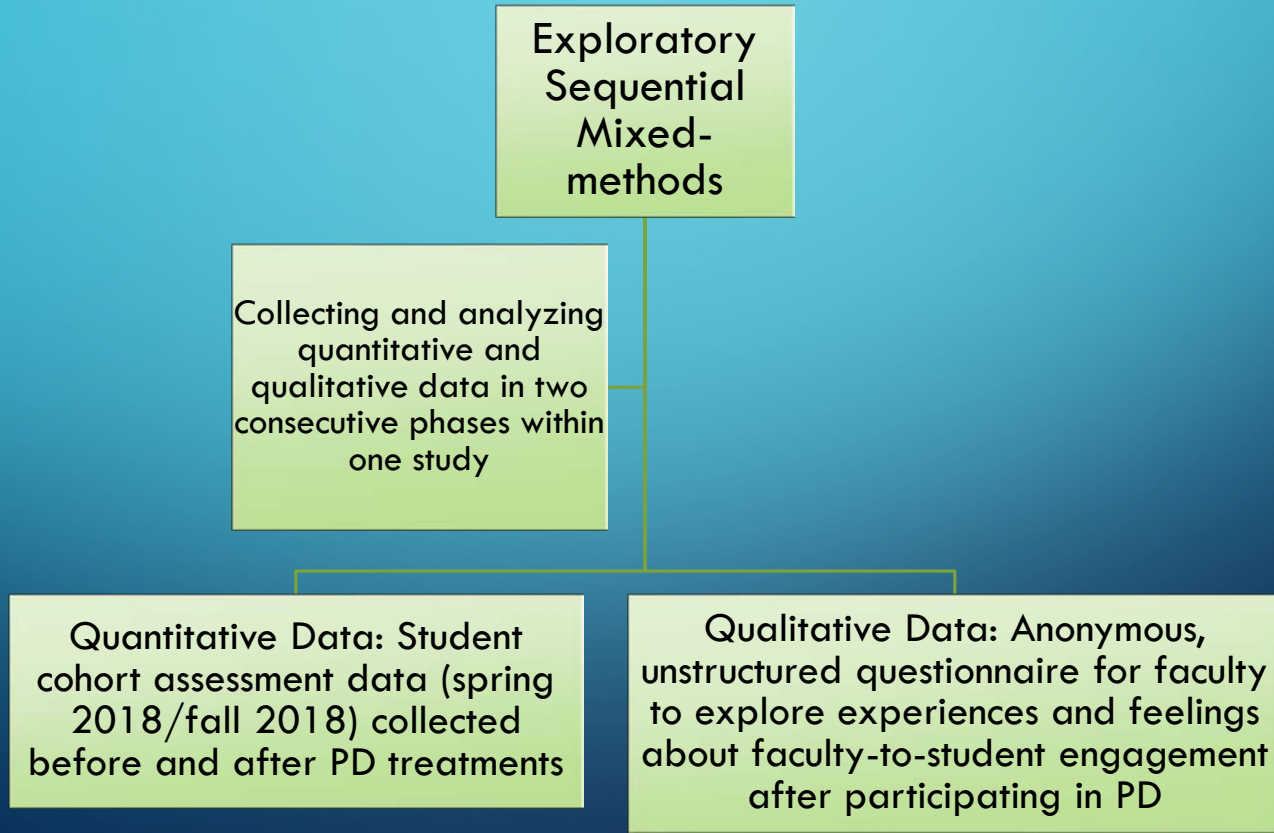 Exploratory
Sequential
Mixed-
methods
Collecting and analyzing
quantitative and
qualitative data in two
consecutive phases within
one study
Quantitative Data: Student
cohort assessment data (spring
2018/fall 2018) collected
before and after PD treatments
Qualitative Data: Anonymous,
unstructured questionnaire for faculty
to explore experiences and feelings
about faculty-to-student engagement
after participating in PD